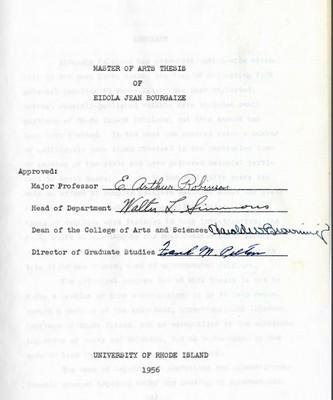 MASTER OF ARTS THESIS
OF
EIDOLA JEAN BOURGAIZE
Approved:
Major Professor E. Arthur Robinson
Head of Department Walter L. Simmons
Dean of the College of Arts and Sciences Harold W. Browning
Director of Graduate Studies Frank M. Pelton
UNIVERSITY OF RHODE ISLAND
1956